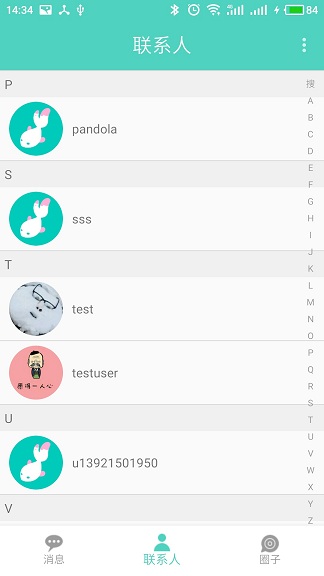 14:34
4G
84
联系人
P
pandola
S
sss
T
test
testuser
U
u13921501950
V
搜
A
B
C
D
E
F
G
H
I
J
K
L
M
N
O
P
Q
R
S
T
U
V
W
X
Y
Z
消息
联系人
圈子